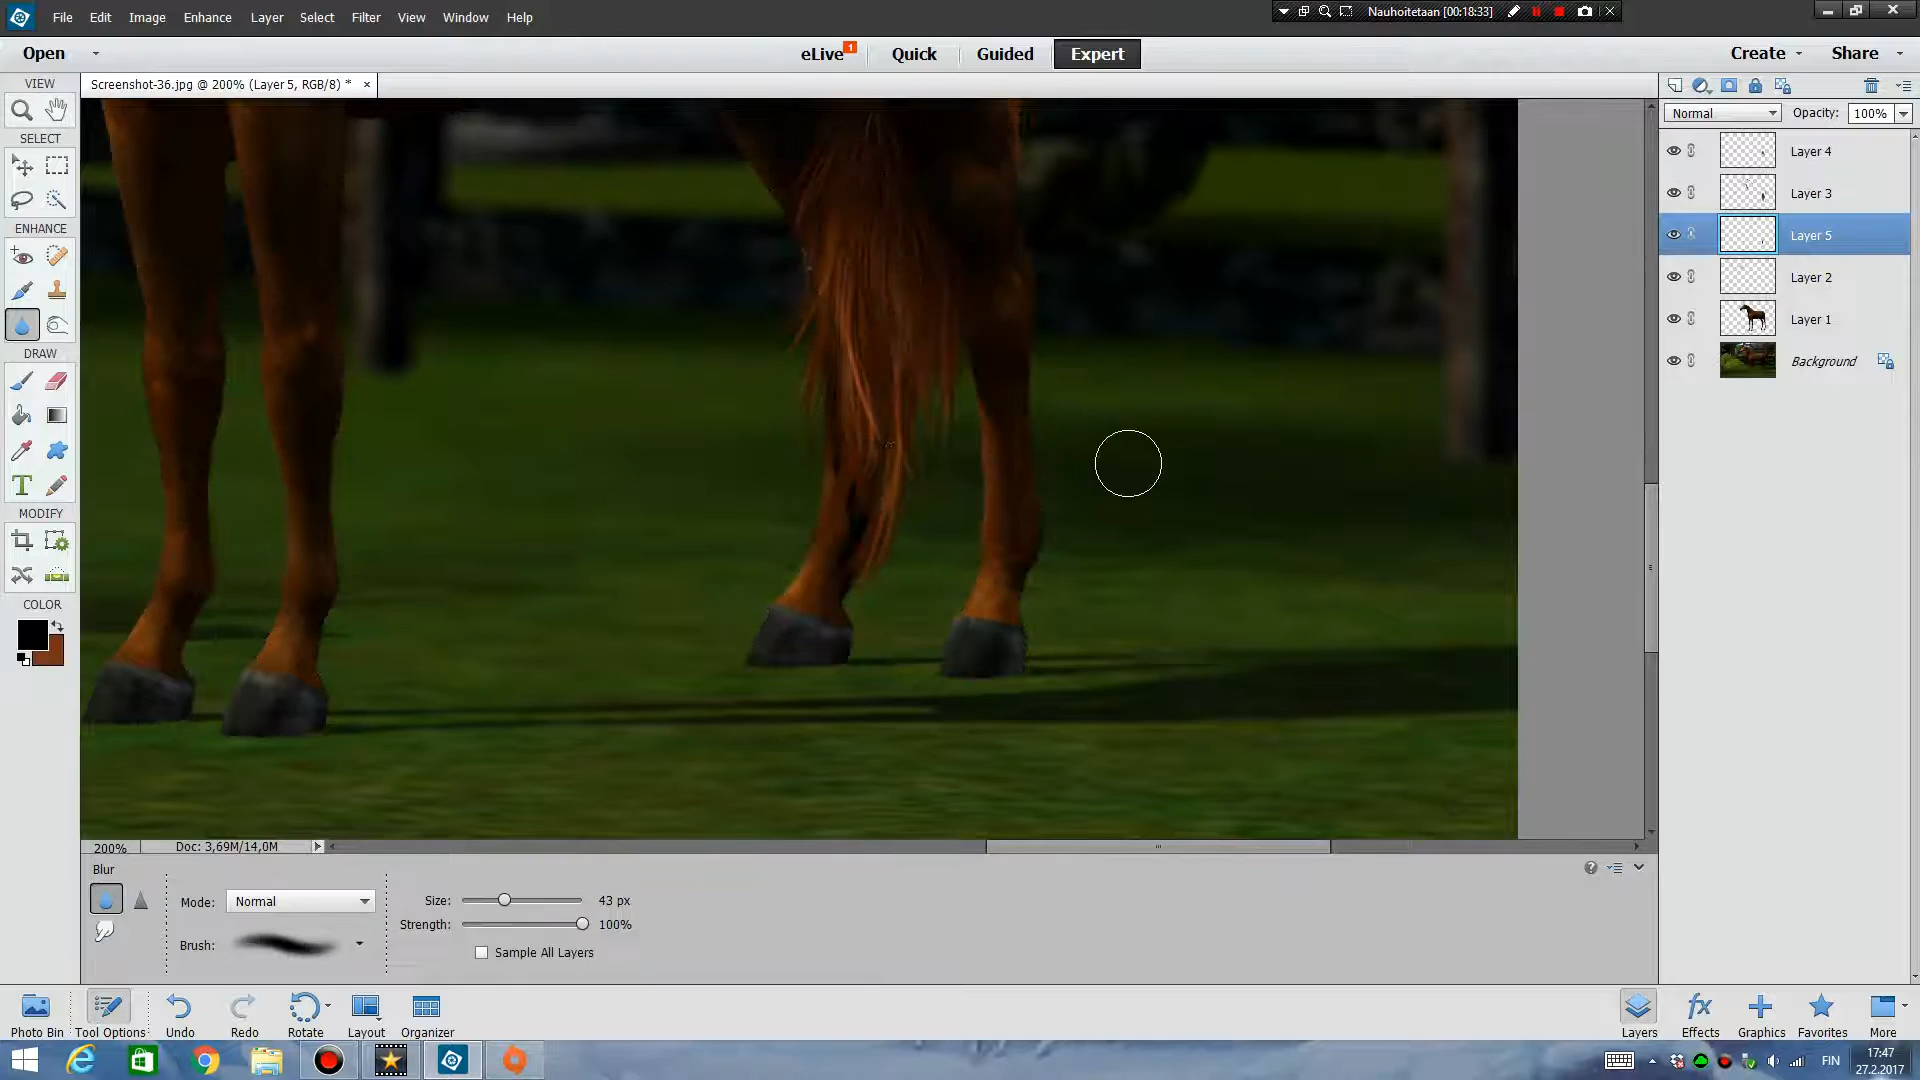 File Edit Image Enhance Layer Select Filter View Window Help
Nauhoitetaan [00:18:33]
Open
eLive 1 Quick Guided Expert
Create Share
VIEW
Screenshot-36.jpg @ 200% (Layer 5, RGB/8) *
Normal Opacity: 100%
SELECT
Layer 4
Layer 3
ENHANCE
Layer 5
Layer 2
Layer 1
DRAW
Background
T
MODIFY
COLOR
200% Doc: 3,69M/14,0M
Blur
Mode: Normal
Size: 43 px
Strength: 100%
Brush:
Sample All Layers
Photo Bin Tool Options Undo Redo Rotate Layout Organizer
fx
Layers Effects Graphics Favorites More
FIN
17:47
27.2.2017